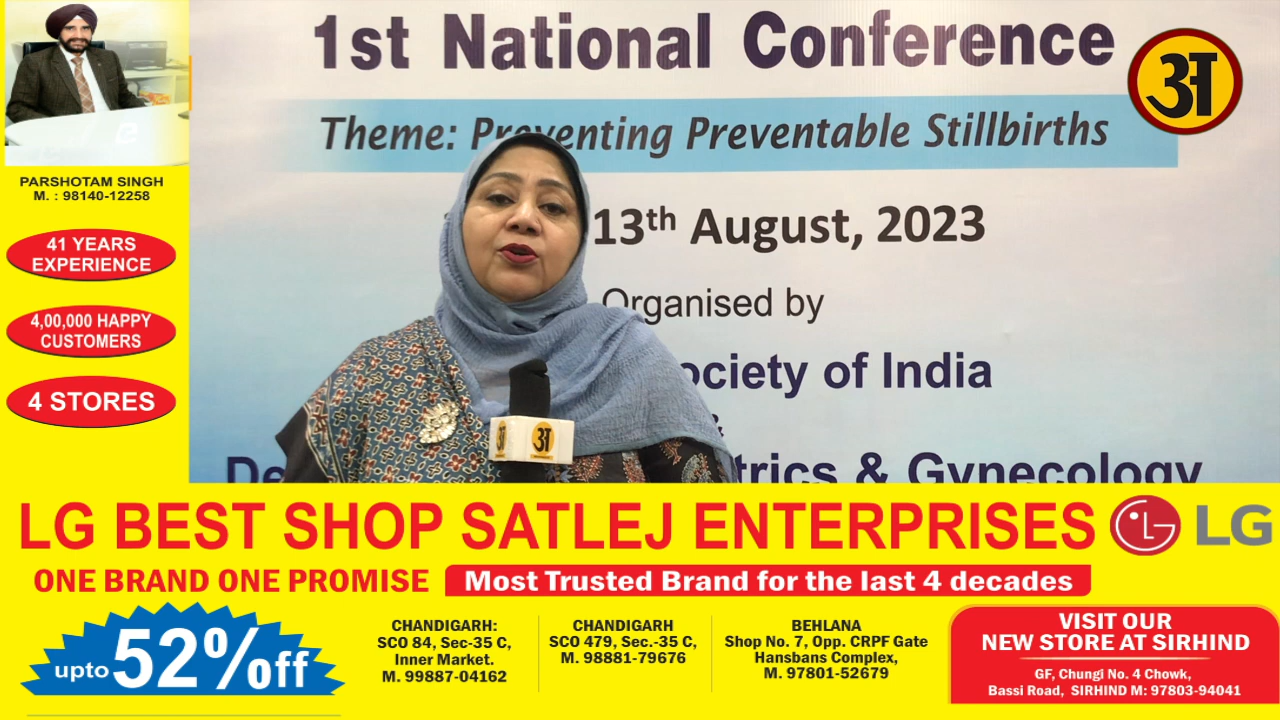 1st National Conference
Theme: Preventing Preventable Stillbirths
13th August, 2023
Organised by
Society of India
&
Obstetrics & Gynecology
अ
अ
अ
PARSHOTAM SINGH
M. : 98140-12258
41 YEARS
EXPERIENCE
4,00,000 HAPPY
CUSTOMERS
4 STORES
LG BEST SHOP SATLEJ ENTERPRISES LG LG
ONE BRAND ONE PROMISE Most Trusted Brand for the last 4 decades
upto 52% off
CHANDIGARH:
SCO 84, Sec-35 C,
Inner Market.
M. 99887-04162
CHANDIGARH
SCO 479, Sec.-35 C,
M. 98881-79676
BEHLANA
Shop No. 7, Opp. CRPF Gate
Hansbans Complex,
M. 97801-52679
VISIT OUR
NEW STORE AT SIRHIND
GF, Chungi No. 4 Chowk,
Bassi Road, SIRHIND M: 97803-94041